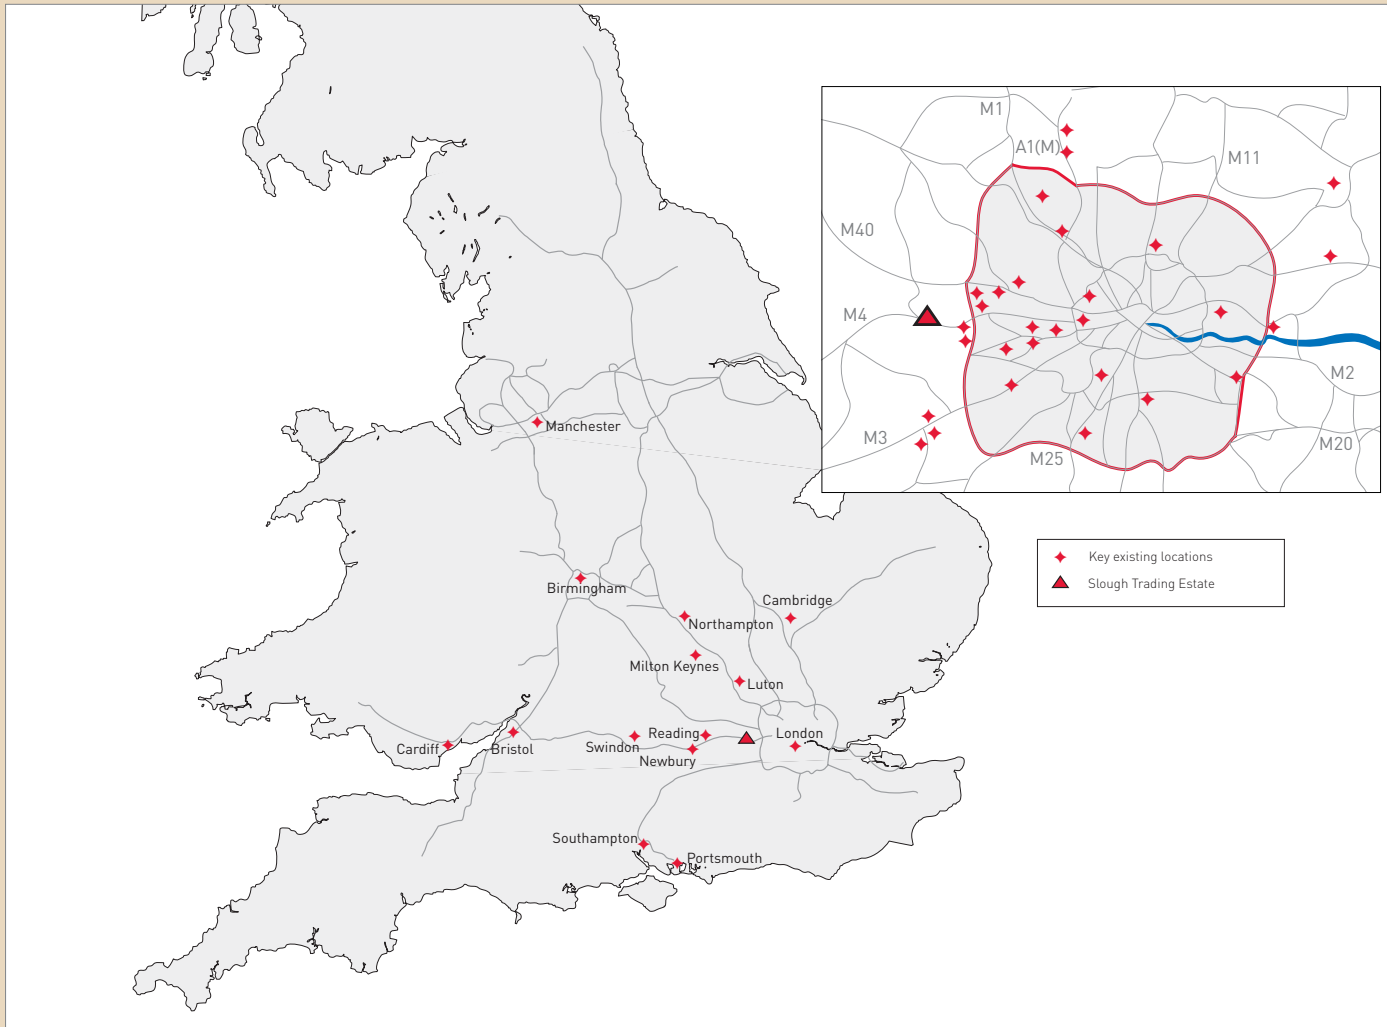 M1
A1(M)
M11
M40
M4
M2
M3
M20
M25
Manchester
Key existing locations
Slough Trading Estate
Birmingham
Cambridge
Northampton
Milton Keynes
Luton
Reading
London
Cardiff
Bristol
Swindon
Newbury
Southampton
Portsmouth